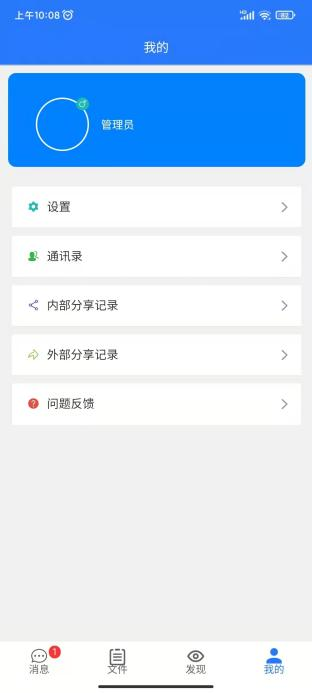 上午10:08
我的
管理员
设置
通讯录
内部分享记录
外部分享记录
问题反馈
1
消息
文件
发现
我的